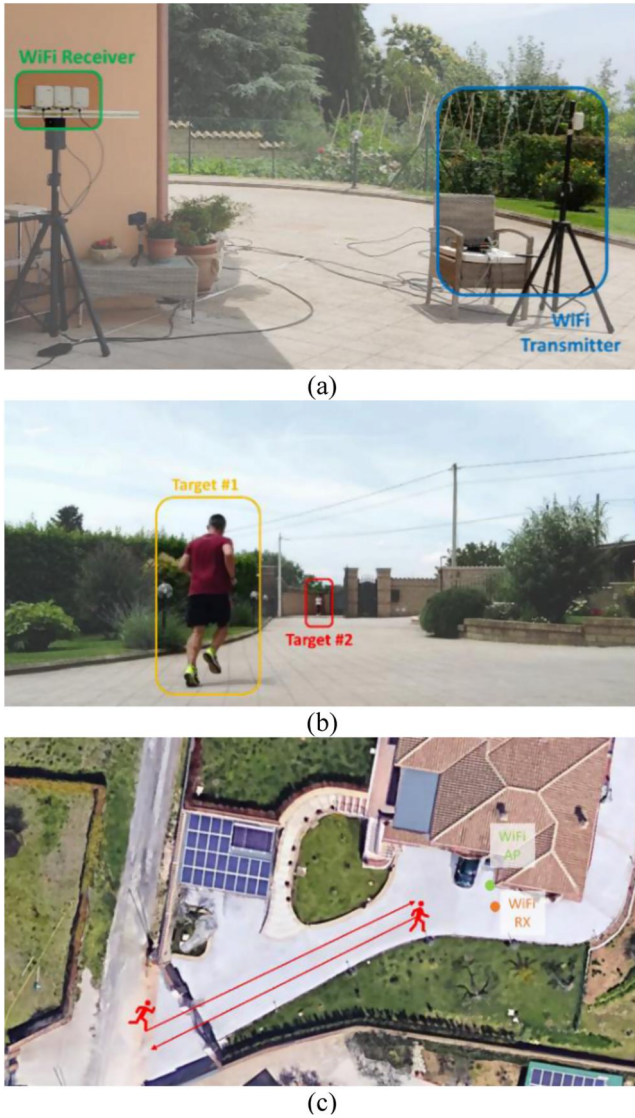 WiFi Receiver
WiFi
Transmitter
(a)
Target #1
Target #2
(b)
WiFi
AP
WiFi
RX
(c)